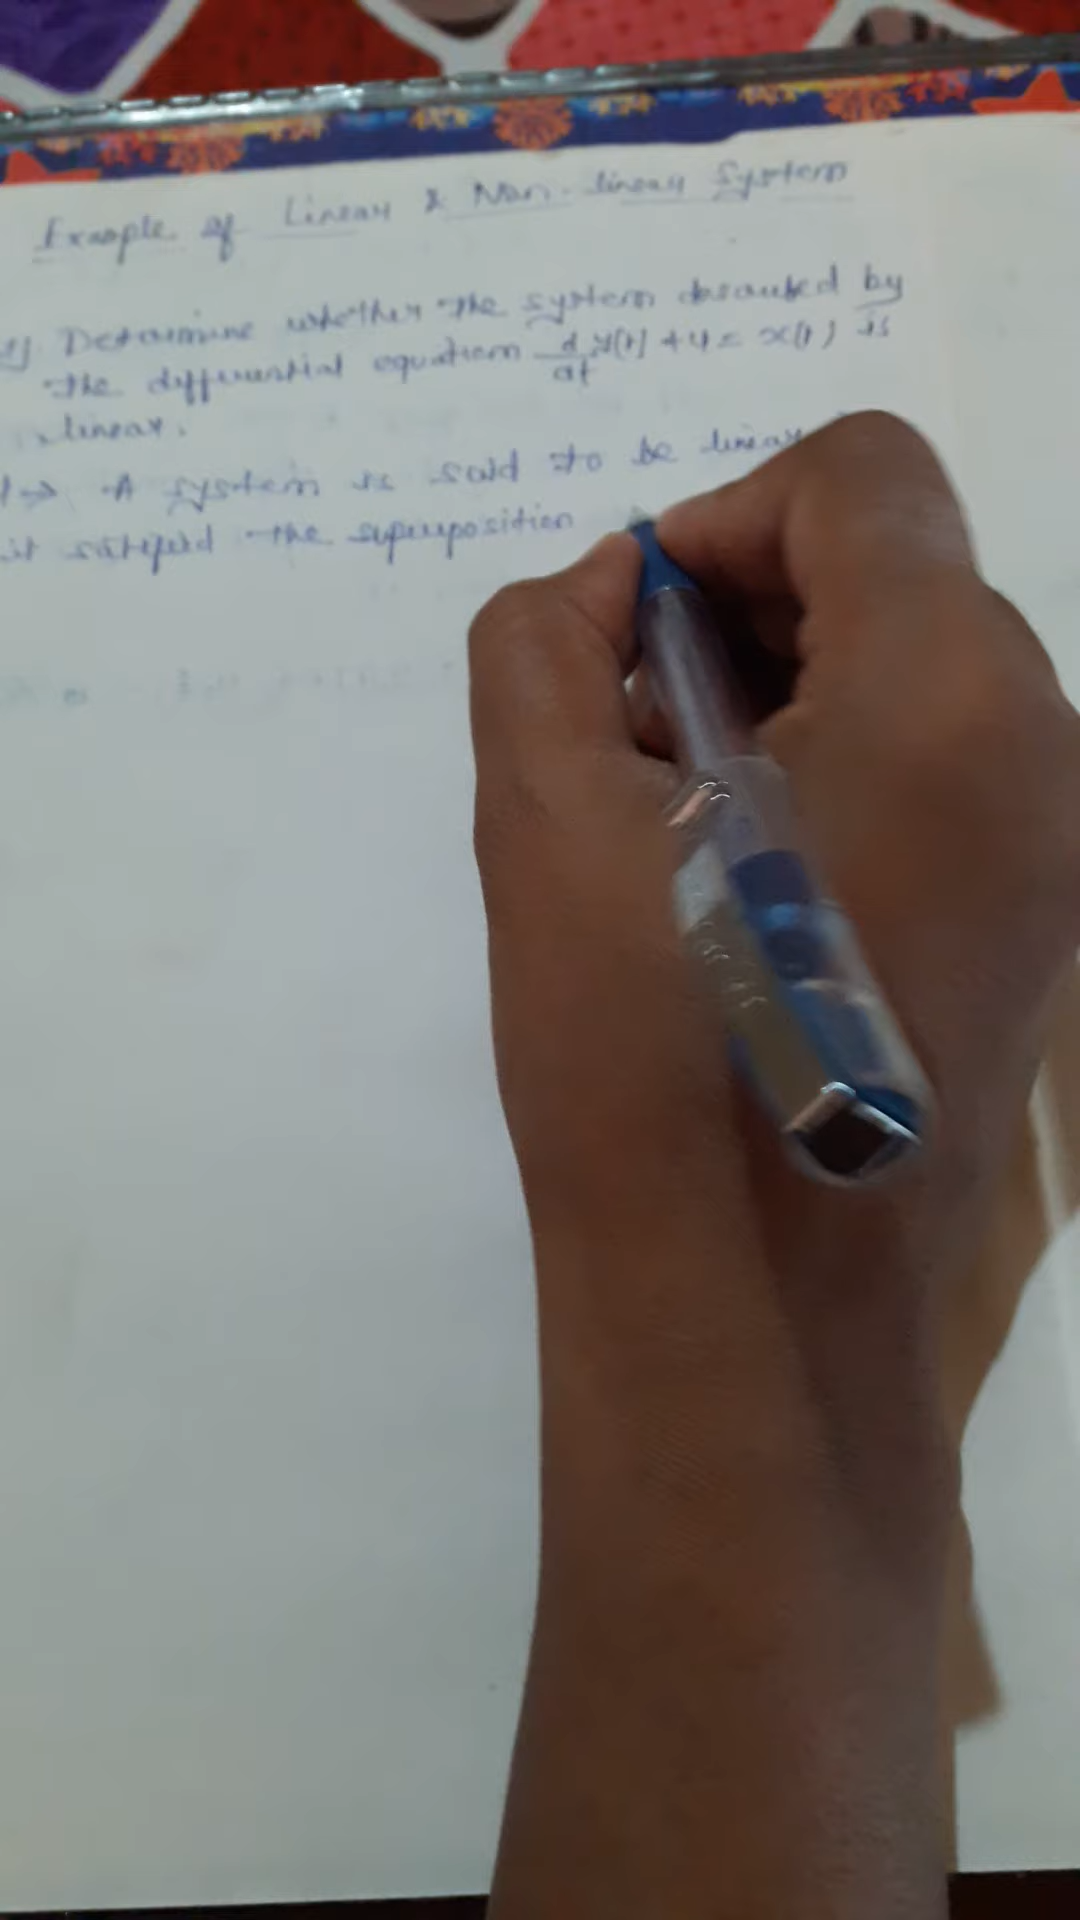 Example of Linear & Non-linear System
1) Determine whether the system described by
the differential equation d/dt y(t) + 4 = x(t) is
linear.
→ A system is said to be linear
it satisfied the superposition